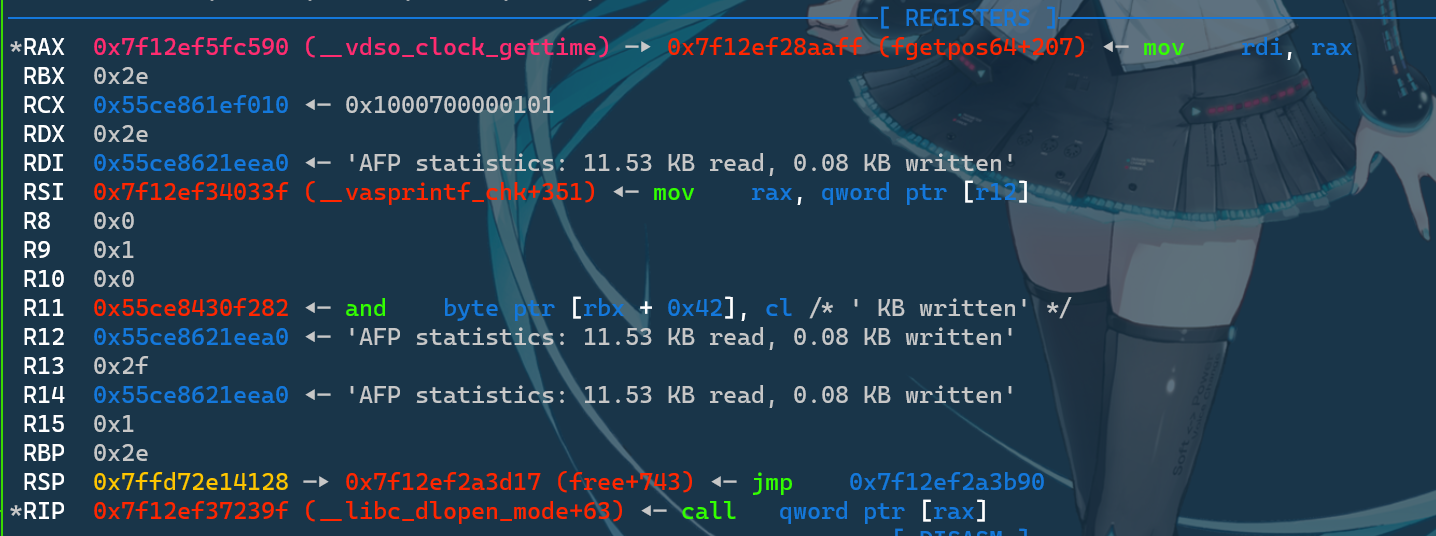 [ REGISTERS ]
*RAX 0x7f12ef5fc590 (__vdso_clock_gettime) —▸ 0x7f12ef28aaff (fgetpos64+207) ◂— mov rdi, rax
RBX 0x2e
RCX 0x55ce861ef010 ◂— 0x1000700000101
RDX 0x2e
RDI 0x55ce8621eea0 ◂— 'AFP statistics: 11.53 KB read, 0.08 KB written'
RSI 0x7f12ef34033f (__vasprintf_chk+351) ◂— mov rax, qword ptr [r12]
R8 0x0
R9 0x1
R10 0x0
R11 0x55ce8430f282 ◂— and byte ptr [rbx + 0x42], cl /* ' KB written' */
R12 0x55ce8621eea0 ◂— 'AFP statistics: 11.53 KB read, 0.08 KB written'
R13 0x2f
R14 0x55ce8621eea0 ◂— 'AFP statistics: 11.53 KB read, 0.08 KB written'
R15 0x1
RBP 0x2e
RSP 0x7ffd72e14128 —▸ 0x7f12ef2a3d17 (free+743) ◂— jmp 0x7f12ef2a3b90
*RIP 0x7f12ef37239f (__libc_dlopen_mode+63) ◂— call qword ptr [rax]
[ DISASM ]